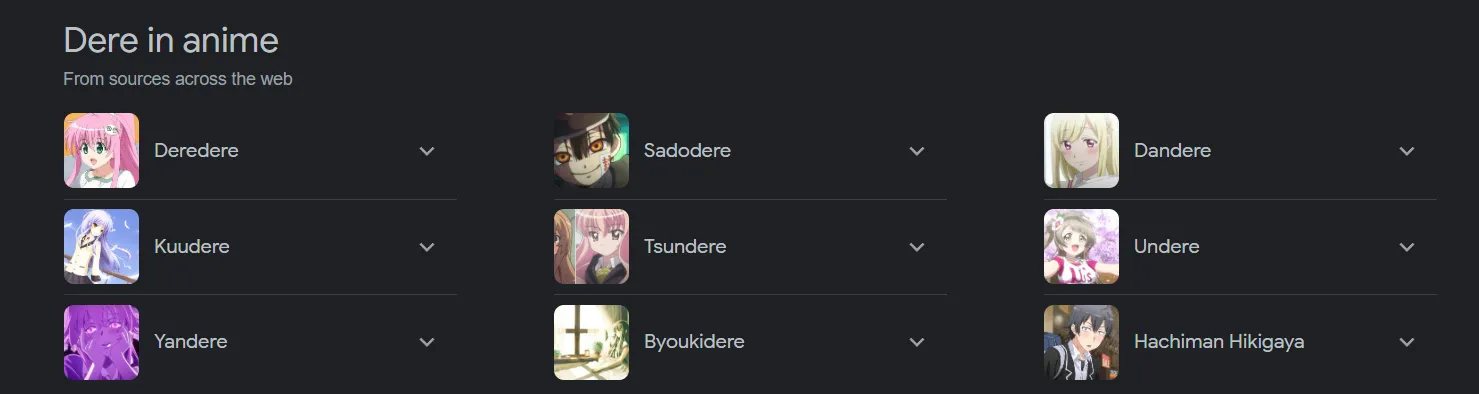 Dere in anime
From sources across the web
Deredere
Sadodere
Dandere
Kuudere
Tsundere
Undere
Yandere
Byoukidere
Hachiman Hikigaya